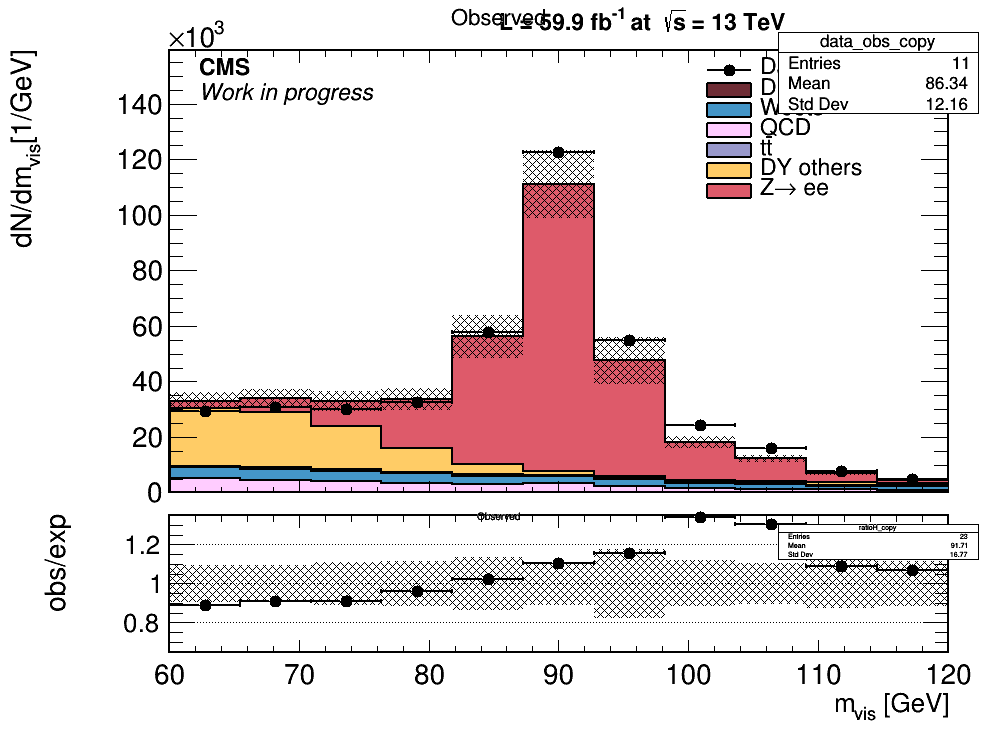 Observed
L = 59.9 fb⁻¹ at √s = 13 TeV
×10³
dN/dm_vis[1/GeV]
CMS
Work in progress
data_obs_copy
Entries 11
Mean 86.34
Std Dev 12.16
QCD
tt̄
DY others
Z→ ee
140
120
100
80
60
40
20
0
Observed
obs/exp
1.2
1
0.8
ratioH_copy
Entries 23
Mean 91.71
Std Dev 16.77
60 70 80 90 100 110 120
m_vis [GeV]